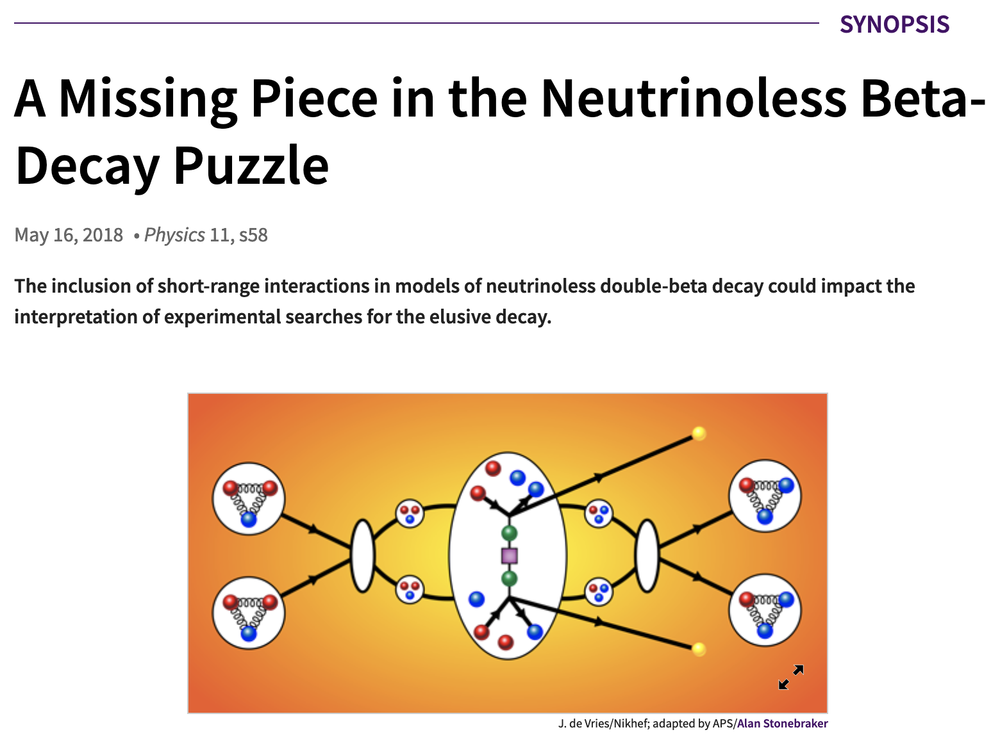 SYNOPSIS
A Missing Piece in the Neutrinoless Beta-
Decay Puzzle
May 16, 2018 • Physics 11, s58
The inclusion of short-range interactions in models of neutrinoless double-beta decay could impact the
interpretation of experimental searches for the elusive decay.
J. de Vries/Nikhef; adapted by APS/Alan Stonebraker